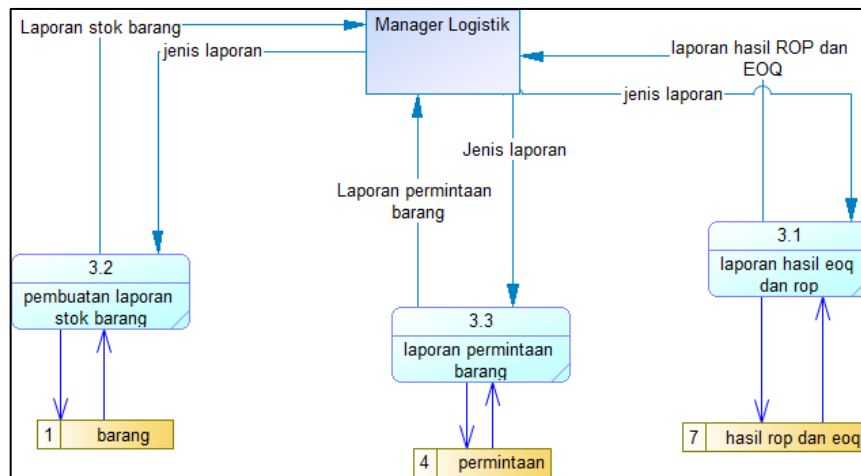 Laporan stok barang
Manager Logistik
jenis laporan
laporan hasil ROP dan
EOQ
jenis laporan
Jenis laporan
Laporan permintaan
barang
3.2
pembuatan laporan
stok barang
3.3
laporan permintaan
barang
3.1
laporan hasil eoq
dan rop
1 barang
4 permintaan
7 hasil rop dan eoq